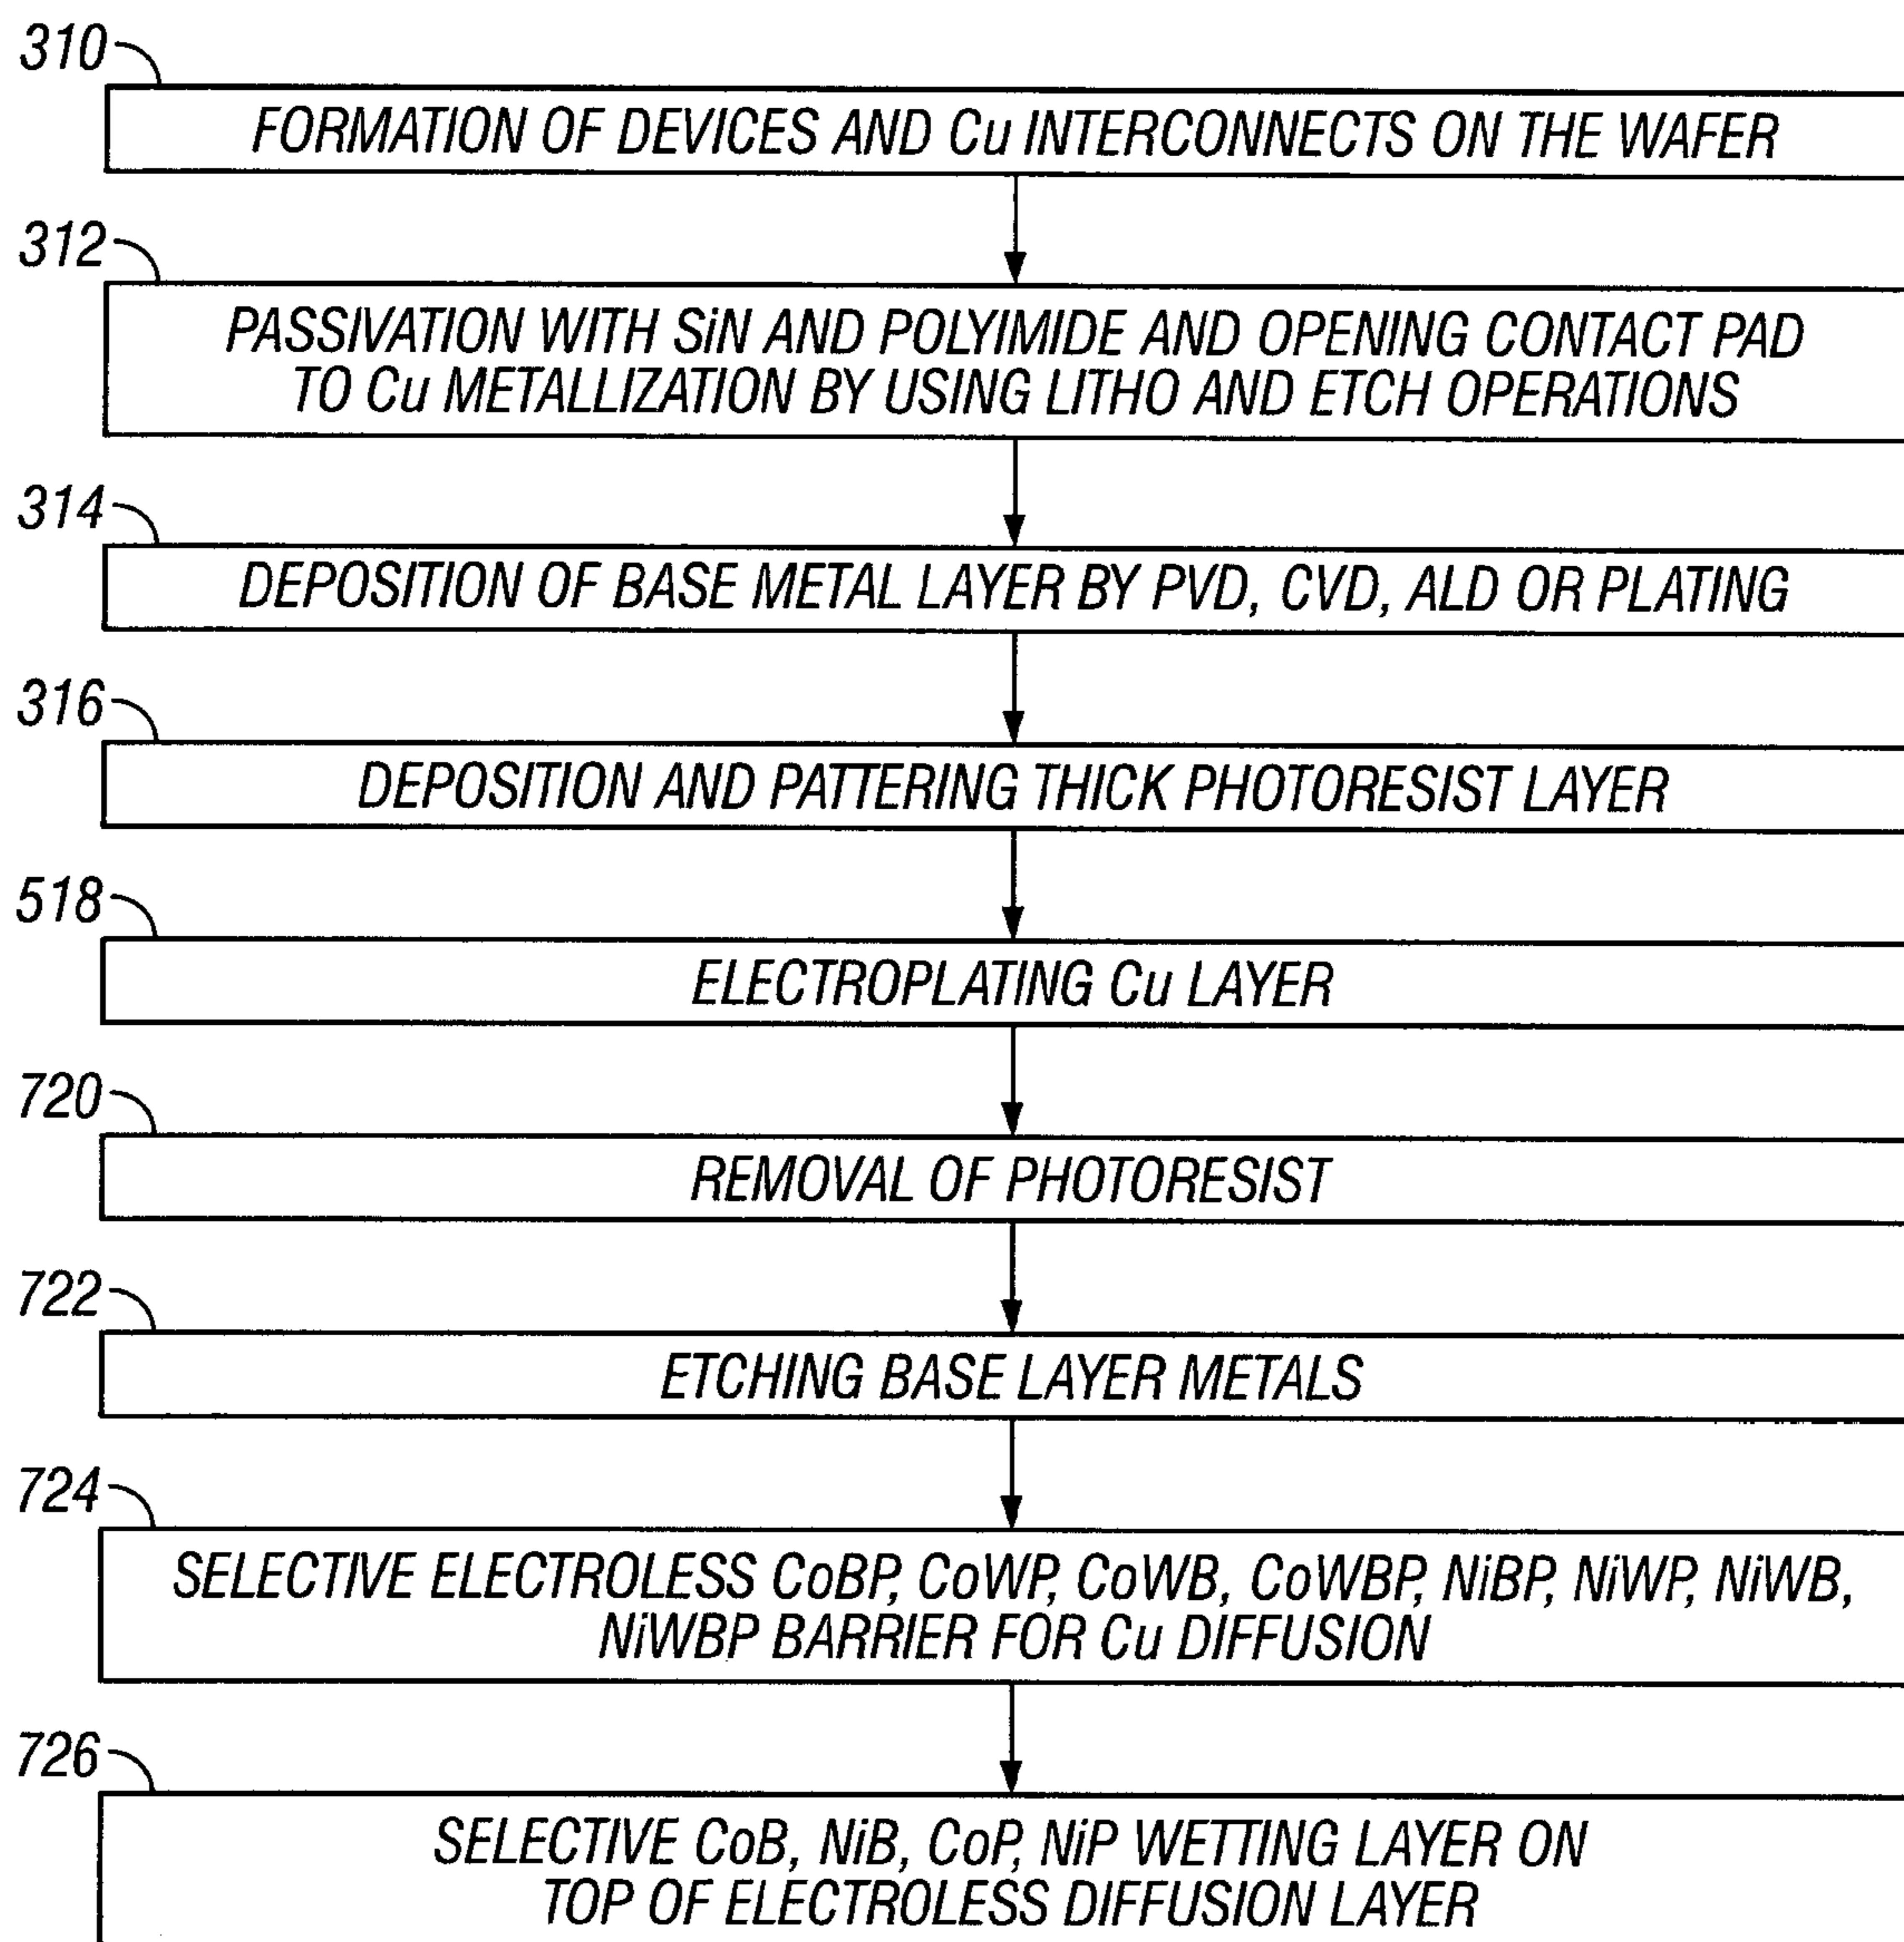 310
FORMATION OF DEVICES AND Cu INTERCONNECTS ON THE WAFER
312
PASSIVATION WITH SiN AND POLYIMIDE AND OPENING CONTACT PAD
TO Cu METALLIZATION BY USING LITHO AND ETCH OPERATIONS
314
DEPOSITION OF BASE METAL LAYER BY PVD, CVD, ALD OR PLATING
316
DEPOSITION AND PATTERING THICK PHOTORESIST LAYER
518
ELECTROPLATING Cu LAYER
720
REMOVAL OF PHOTORESIST
722
ETCHING BASE LAYER METALS
724
SELECTIVE ELECTROLESS CoBP, CoWP, CoWB, CoWBP, NiBP, NiWP, NiWB,
NiWBP BARRIER FOR Cu DIFFUSION
726
SELECTIVE CoB, NiB, CoP, NiP WETTING LAYER ON
TOP OF ELECTROLESS DIFFUSION LAYER